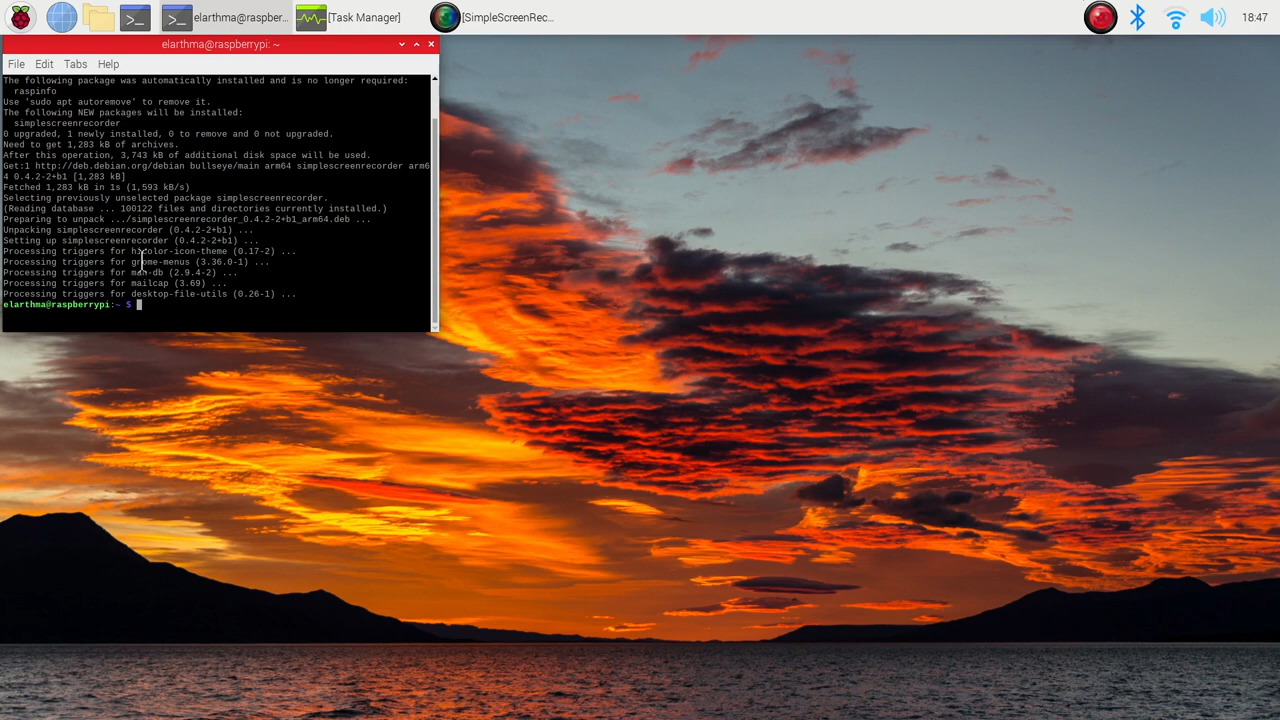 elarthma@raspber...
[Task Manager]
[SimpleScreenRec...
18:47
elarthma@raspberrypi: ~
File Edit Tabs Help
The following package was automatically installed and is no longer required:
  raspinfo
Use 'sudo apt autoremove' to remove it.
The following NEW packages will be installed:
  simplescreenrecorder
0 upgraded, 1 newly installed, 0 to remove and 0 not upgraded.
Need to get 1,283 kB of archives.
After this operation, 3,743 kB of additional disk space will be used.
Get:1 http://deb.debian.org/debian bullseye/main arm64 simplescreenrecorder arm6
4 0.4.2-2+b1 [1,283 kB]
Fetched 1,283 kB in 1s (1,593 kB/s)
Selecting previously unselected package simplescreenrecorder.
(Reading database ... 100122 files and directories currently installed.)
Preparing to unpack .../simplescreenrecorder_0.4.2-2+b1_arm64.deb ...
Unpacking simplescreenrecorder (0.4.2-2+b1) ...
Setting up simplescreenrecorder (0.4.2-2+b1) ...
Processing triggers for hicolor-icon-theme (0.17-2) ...
Processing triggers for gnome-menus (3.36.0-1) ...
Processing triggers for man-db (2.9.4-2) ...
Processing triggers for mailcap (3.69) ...
Processing triggers for desktop-file-utils (0.26-1) ...
elarthma@raspberrypi:~ $